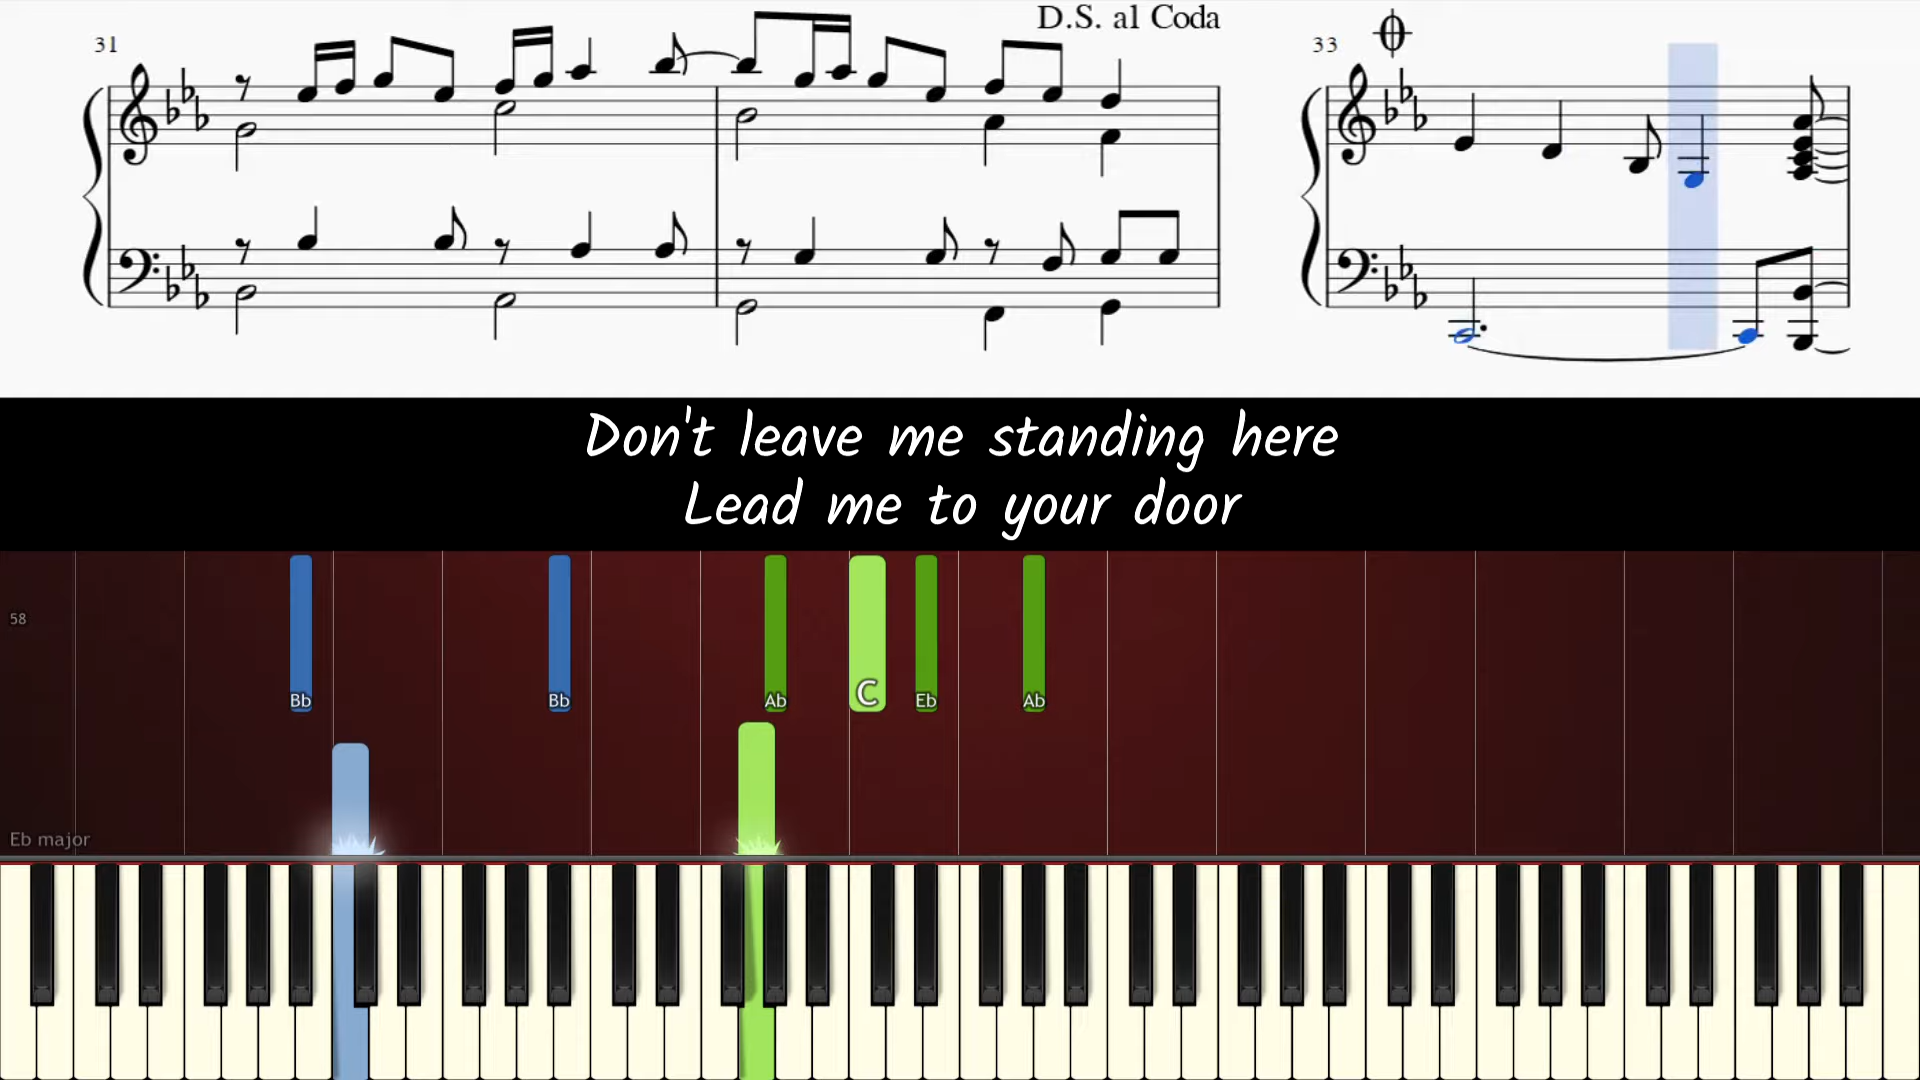 D.S. al Coda
31
33
Don't leave me standing here
Lead me to your door
58
Bb
Bb
Ab
C
Eb
Ab
Eb major